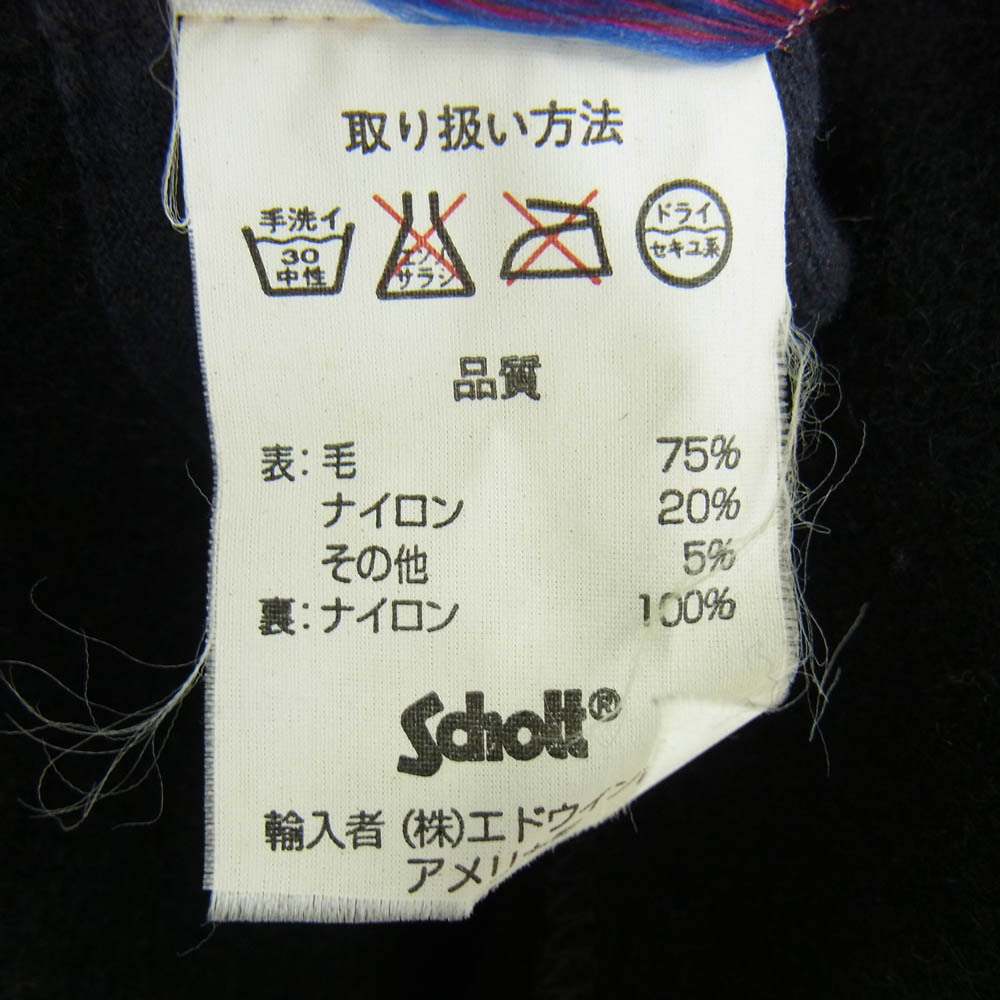 取り扱い方法
手洗イ
30
中性
エンソ
サラシ
ドライ
セキユ系
品質
表: 毛 75%
ナイロン 20%
その他 5%
裏: ナイロン 100%
Schott®
輸入者 (株)エドウイン
アメリ